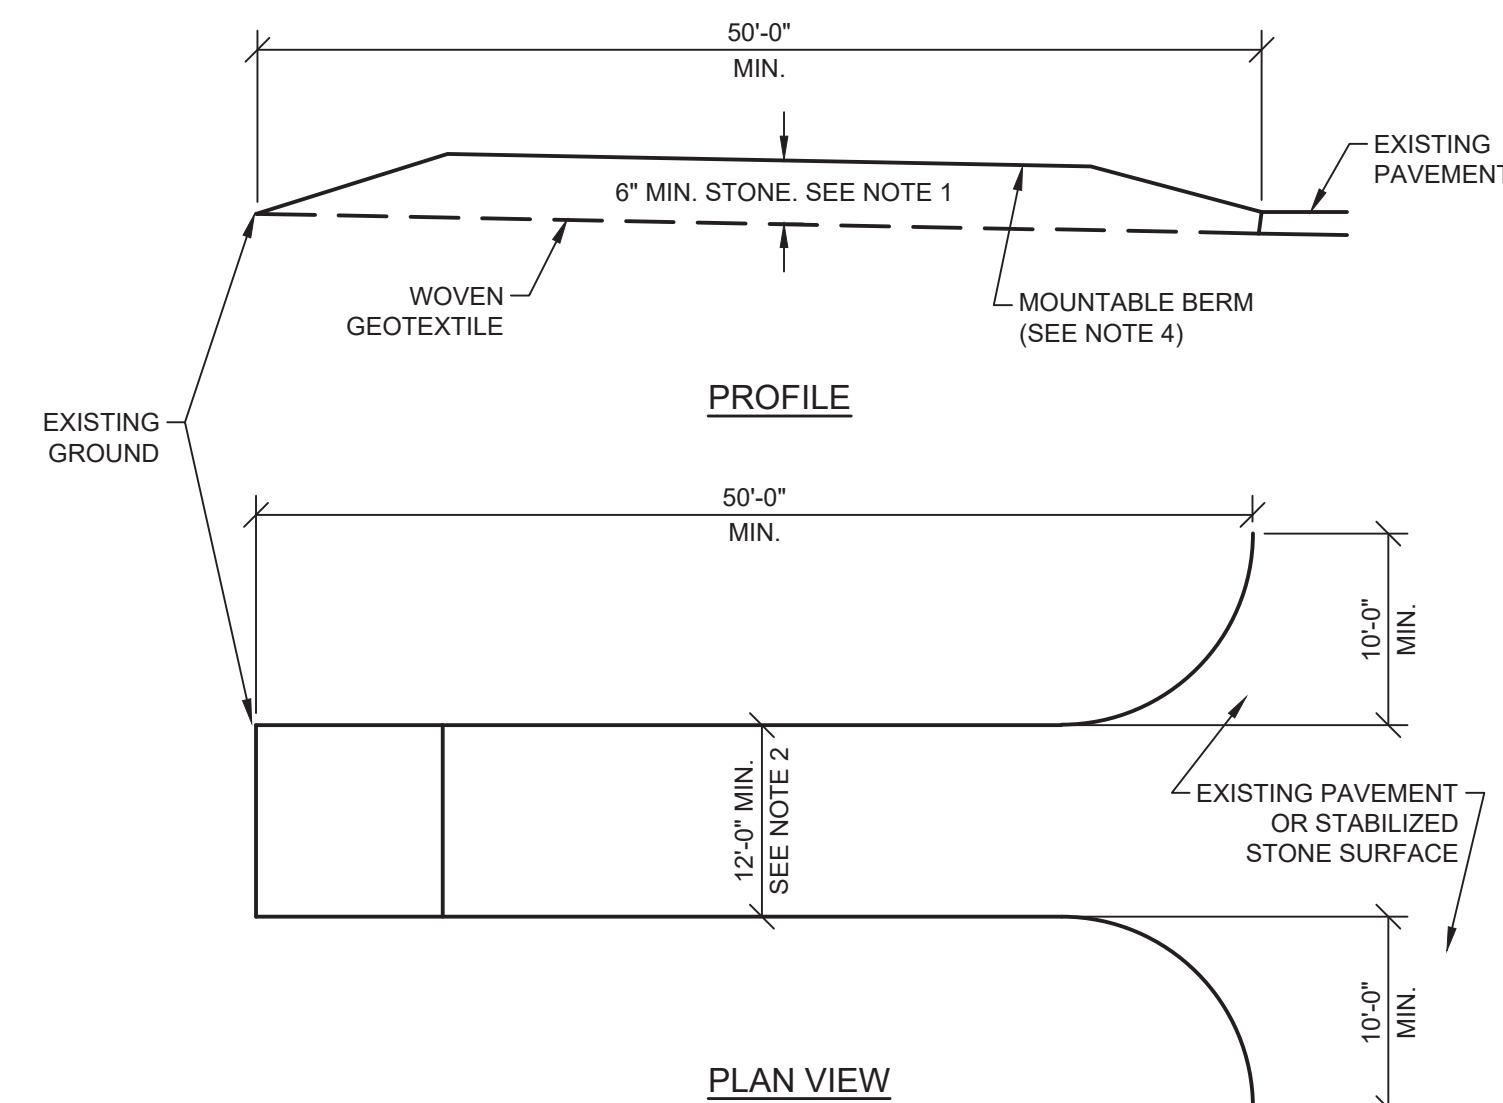 50'-0"
MIN.
EXISTING
PAVEMENT
6" MIN. STONE. SEE NOTE 1
WOVEN
GEOTEXTILE
MOUNTABLE BERM
(SEE NOTE 4)
PROFILE
EXISTING
GROUND
50'-0"
MIN.
10'-0"
MIN.
12'-0" MIN.
SEE NOTE 2
EXISTING PAVEMENT
OR STABILIZED
STONE SURFACE
10'-0"
MIN.
PLAN VIEW